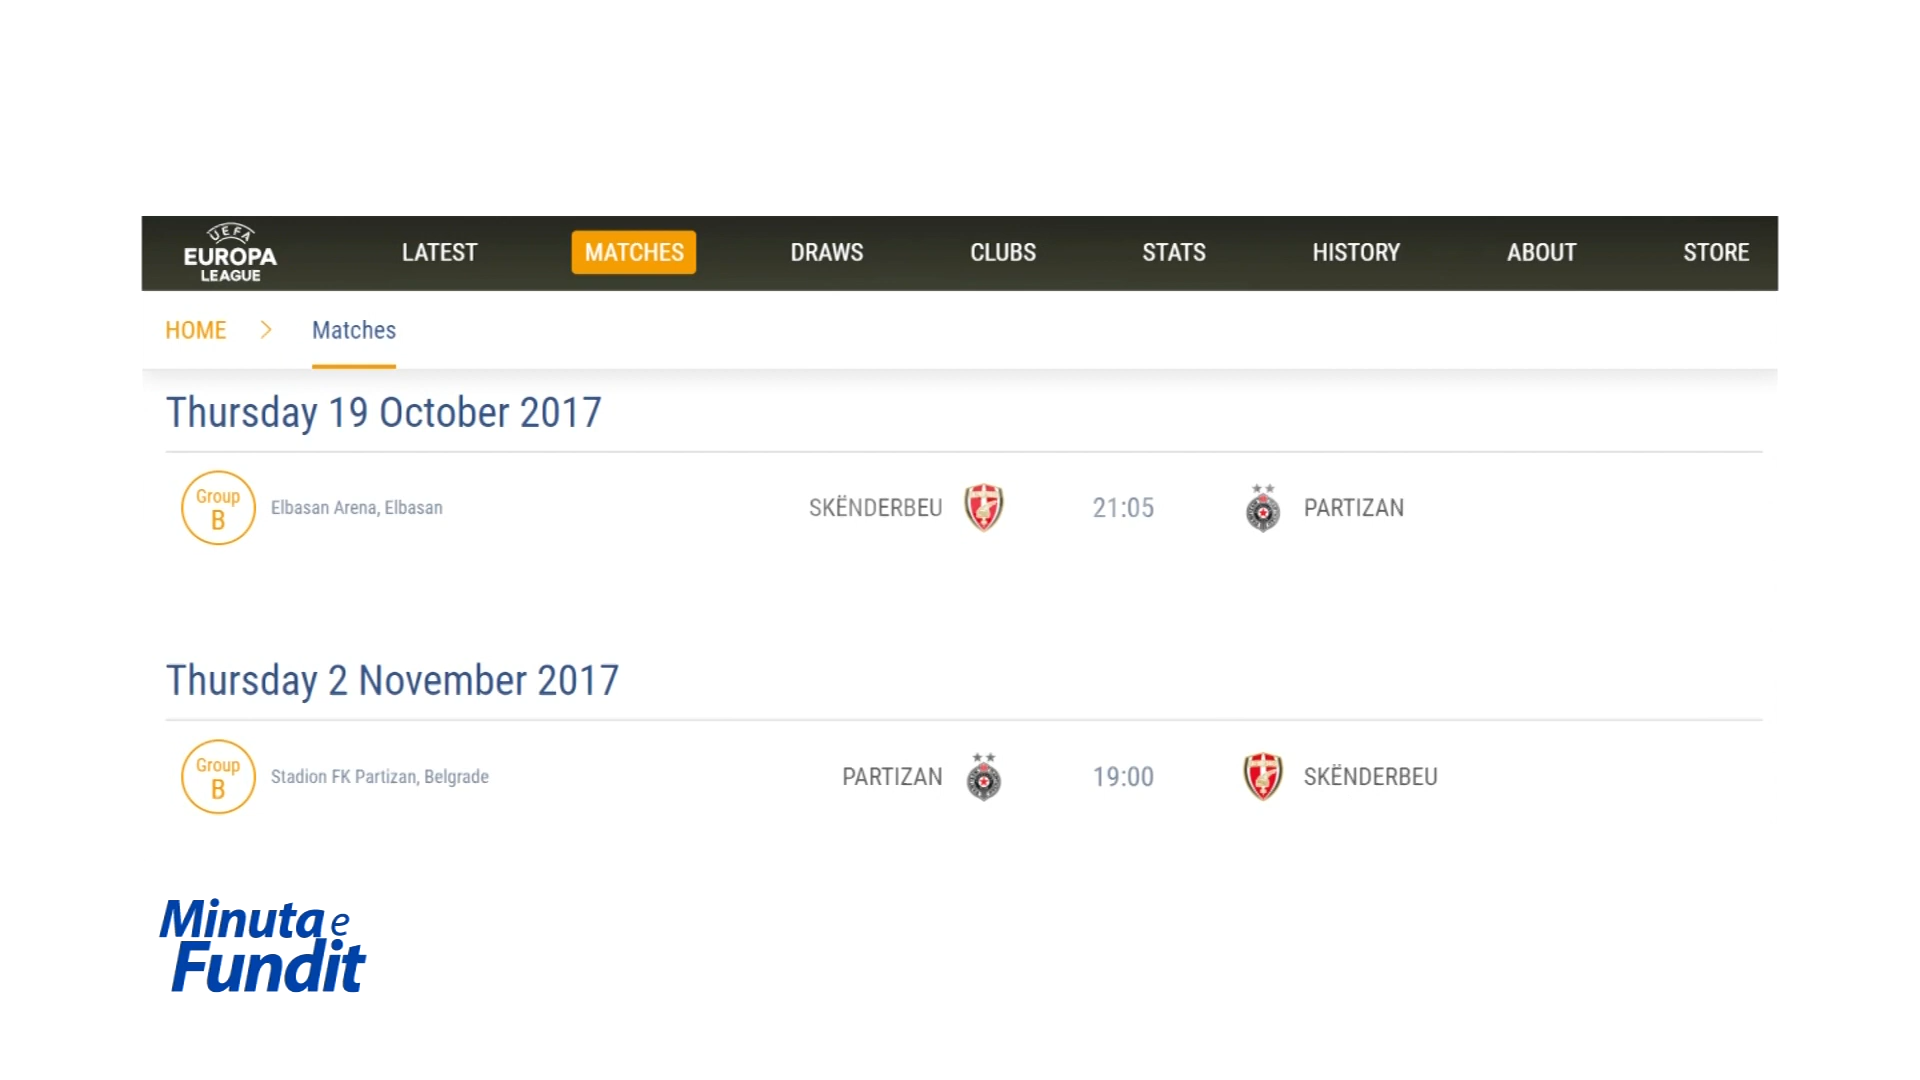 UEFA
EUROPA
LEAGUE
LATEST MATCHES DRAWS CLUBS STATS HISTORY ABOUT STORE
HOME > Matches
Thursday 19 October 2017
Group
B
Elbasan Arena, Elbasan
SKËNDERBEU 21:05 PARTIZAN
Thursday 2 November 2017
Group
B
Stadion FK Partizan, Belgrade
PARTIZAN 19:00 SKËNDERBEU
Minuta e
Fundit